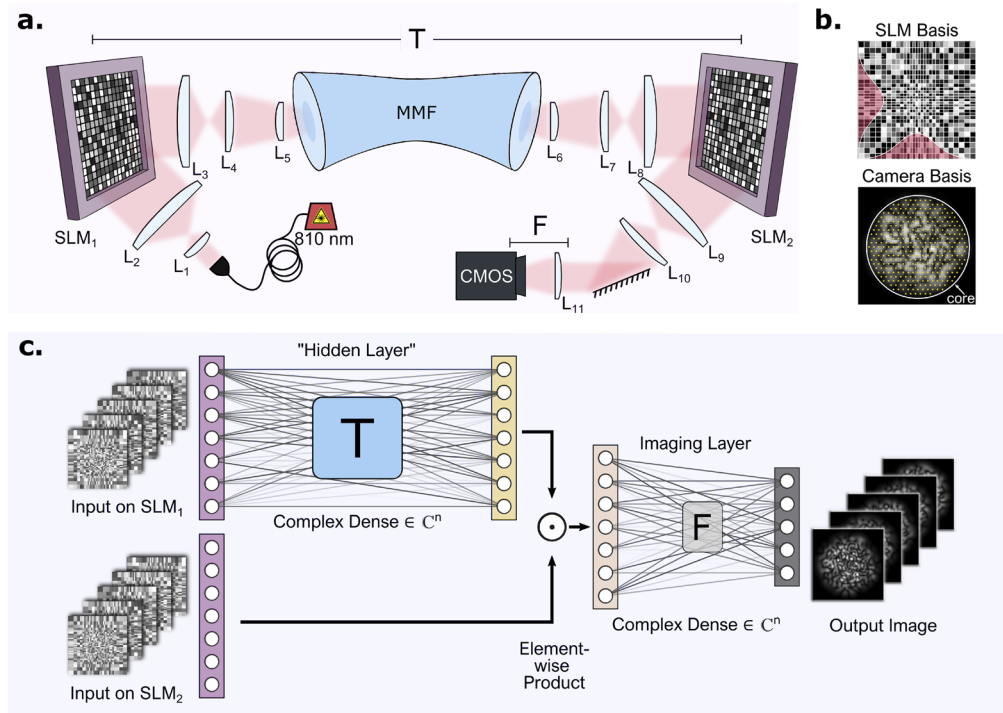 a.
T
MMF
L₃
L₄
L₅
L₆
L₇
L₈
SLM₁
L₂
L₁
810 nm
F
CMOS
L₁₁
L₁₀
L₉
SLM₂
b.
SLM Basis
Camera Basis
core
c.
"Hidden Layer"
T
Input on SLM₁
Complex Dense ∈ ℂⁿ
Imaging Layer
F
Complex Dense ∈ ℂⁿ
Output Image
Element-
wise
Product
Input on SLM₂